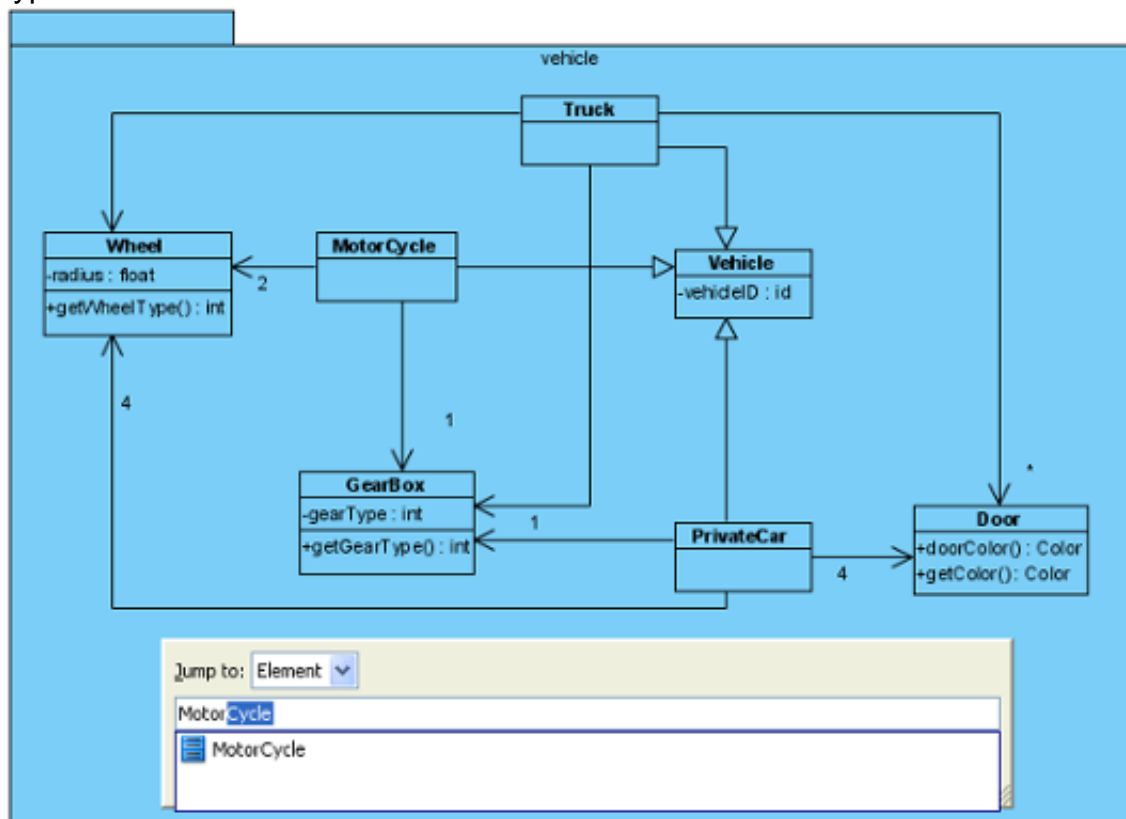 vehicle
Truck
Wheel
-radius : float
+getWheelType() : int
2
MotorCycle
Vehicle
-vehicleID : id
4
1
GearBox
-gearType : int
+getGearType() : int
1
PrivateCar
4
*
Door
+doorColor() : Color
+getColor() : Color
Jump to: Element
MotorCycle
MotorCycle